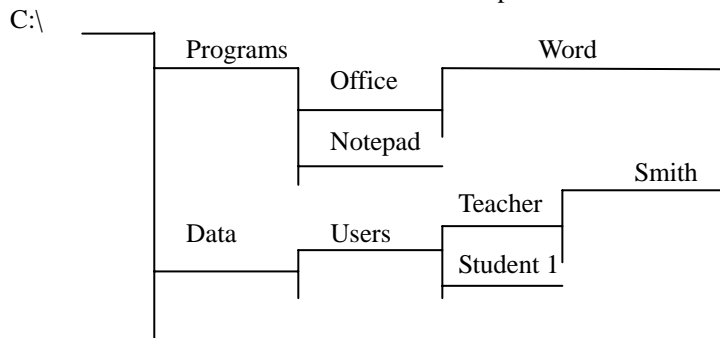 C:\
Programs
Word
Office
Notepad
Smith
Teacher
Data
Users
Student 1